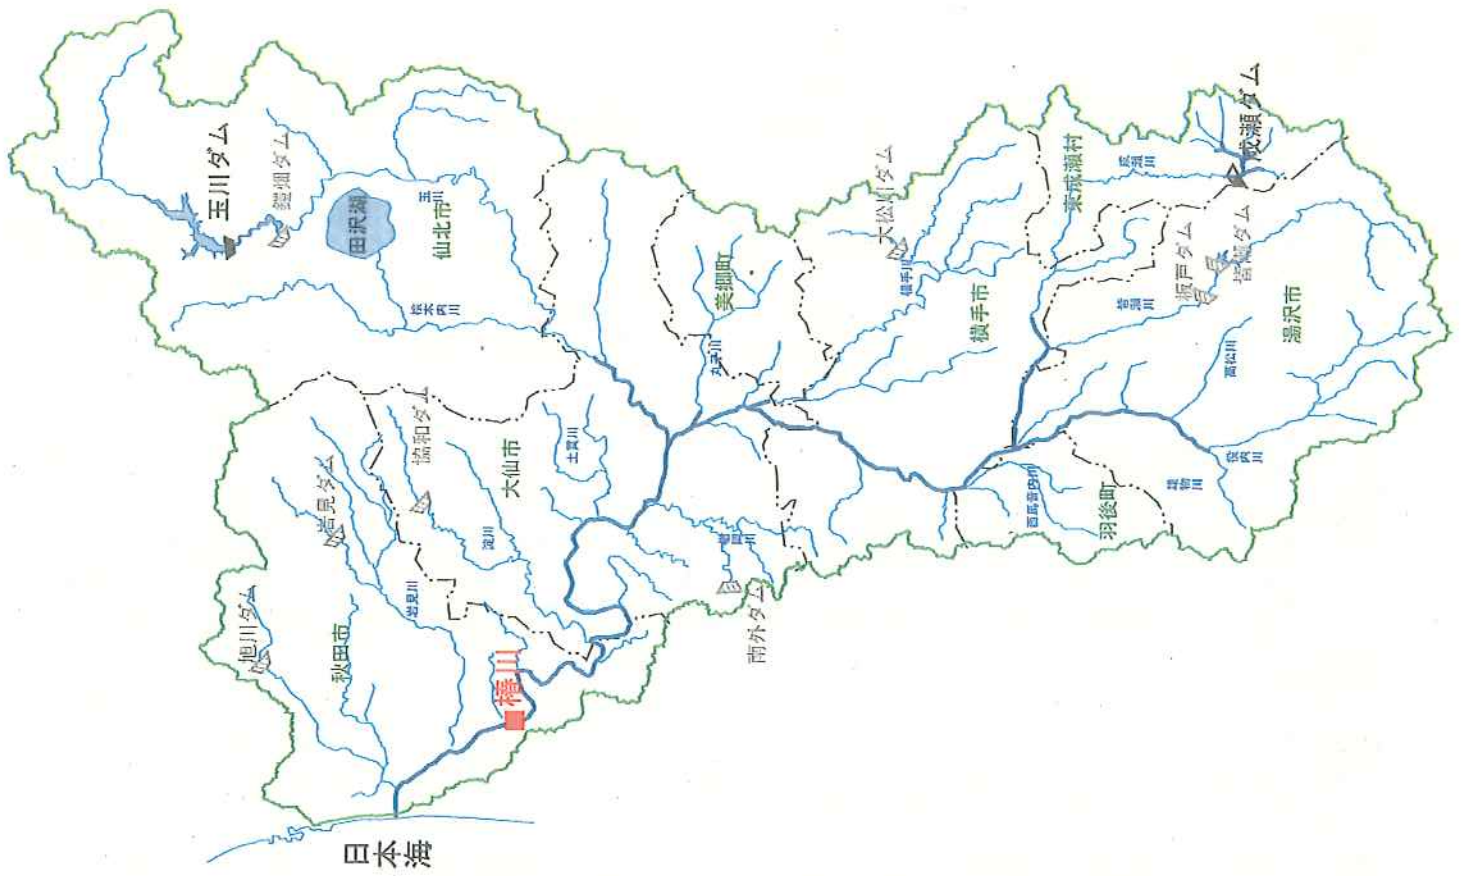 玉川ダム
鎧畑ダム
田沢湖
仙北市
玉川
桧木内川
美郷町
丸子川
大松川ダム
横手川
横手市
東成瀬村
成瀬川
成瀬ダム
板戸ダム
皆瀬ダム
皆瀬川
湯沢市
高松川
役内川
雄物川
羽後町
西馬音内川
協和ダム
大仙市
土買川
淀川
岩見ダム
岩見川
旭川ダム
秋田市
椿川
楢岡川
南外ダム
日本海